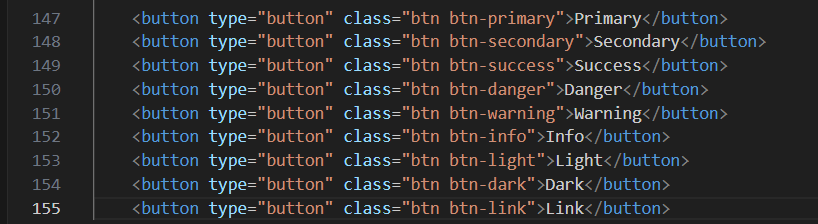 147 <button type="button" class="btn btn-primary">Primary</button>
148 <button type="button" class="btn btn-secondary">Secondary</button>
149 <button type="button" class="btn btn-success">Success</button>
150 <button type="button" class="btn btn-danger">Danger</button>
151 <button type="button" class="btn btn-warning">Warning</button>
152 <button type="button" class="btn btn-info">Info</button>
153 <button type="button" class="btn btn-light">Light</button>
154 <button type="button" class="btn btn-dark">Dark</button>
155 <button type="button" class="btn btn-link">Link</button>